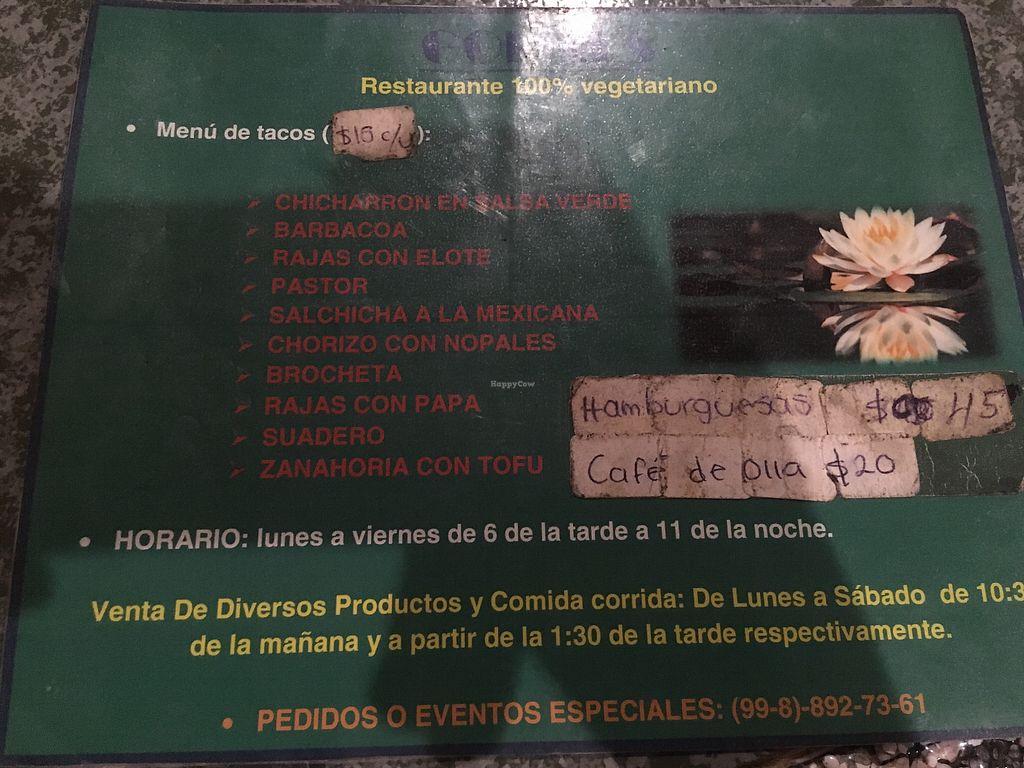 Restaurante 100% vegetariano
• Menú de tacos ( $15 c/u ):
➢ CHICHARRON EN SALSA VERDE
➢ BARBACOA
➢ RAJAS CON ELOTE
➢ PASTOR
➢ SALCHICHA A LA MEXICANA
➢ CHORIZO CON NOPALES
➢ BROCHETA
➢ RAJAS CON PAPA
➢ SUADERO
➢ ZANAHORIA CON TOFU
HappyCow
Hamburguesas $ 45
Café de olla $20
• HORARIO: lunes a viernes de 6 de la tarde a 11 de la noche.
Venta De Diversos Productos y Comida corrida: De Lunes a Sábado de 10:3
de la mañana y a partir de la 1:30 de la tarde respectivamente.
• PEDIDOS O EVENTOS ESPECIALES: (99-8)-892-73-61